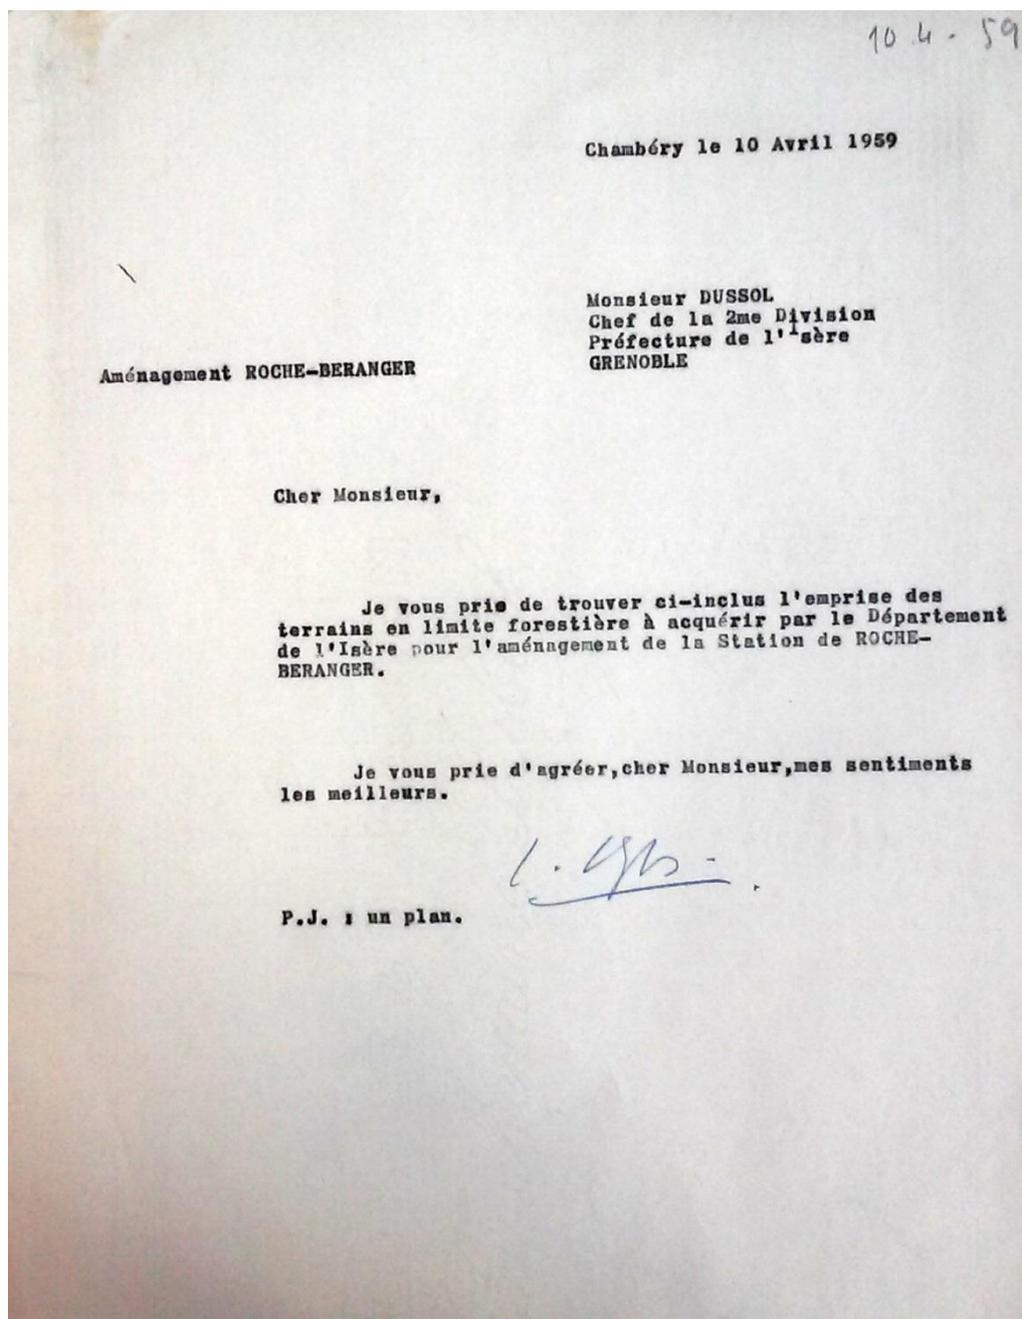 10.4.59
Chambéry le 10 Avril 1959
Monsieur DUSSOL
Chef de la 2me Division
Préfecture de l'Isère
GRENOBLE
Aménagement ROCHE-BERANGER
Cher Monsieur,
Je vous prie de trouver ci-inclus l'emprise des
terrains en limite forestière à acquérir par le Département
de l'Isère pour l'aménagement de la Station de ROCHE-
BERANGER.
Je vous prie d'agréer,cher Monsieur,mes sentiments
les meilleurs.
P.J. : un plan.